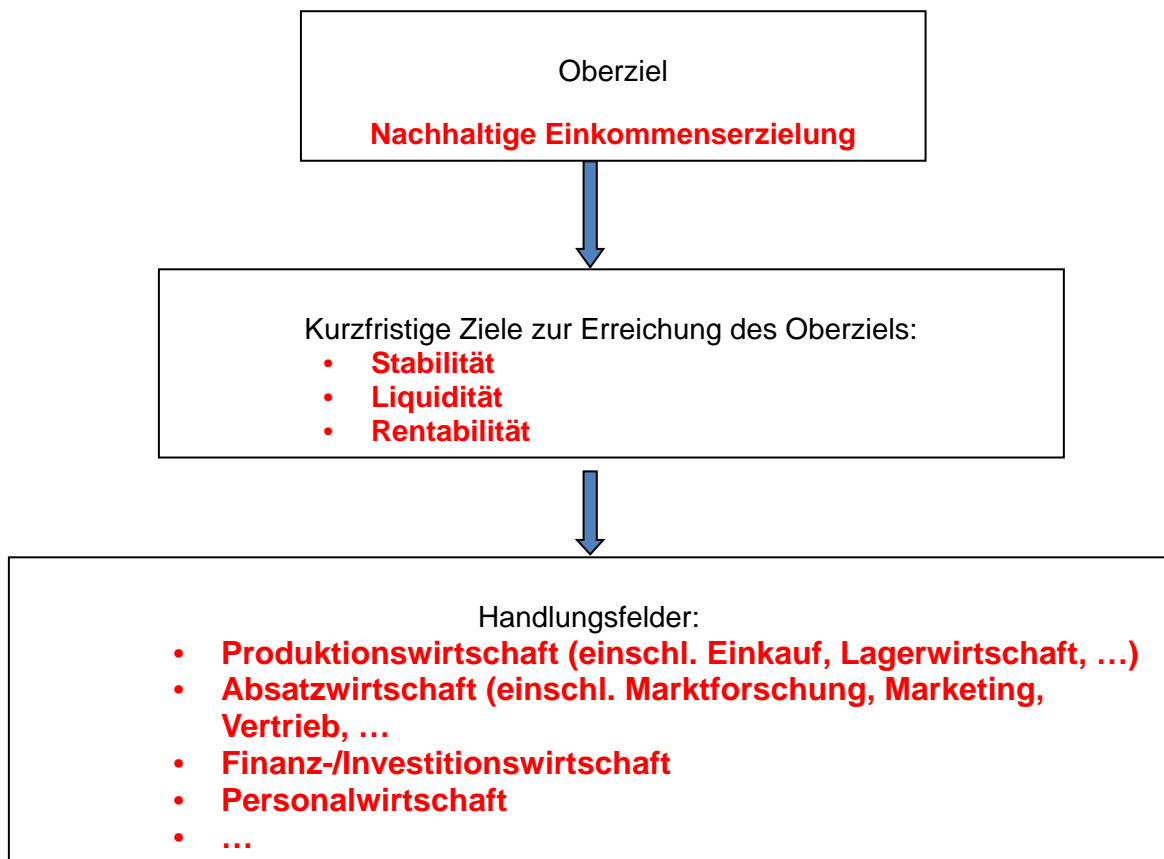 Oberziel
Nachhaltige Einkommenserzielung
Kurzfristige Ziele zur Erreichung des Oberziels:
• Stabilität
• Liquidität
• Rentabilität
Handlungsfelder:
• Produktionswirtschaft (einschl. Einkauf, Lagerwirtschaft, …)
• Absatzwirtschaft (einschl. Marktforschung, Marketing,
Vertrieb, …
• Finanz-/Investitionswirtschaft
• Personalwirtschaft
• …